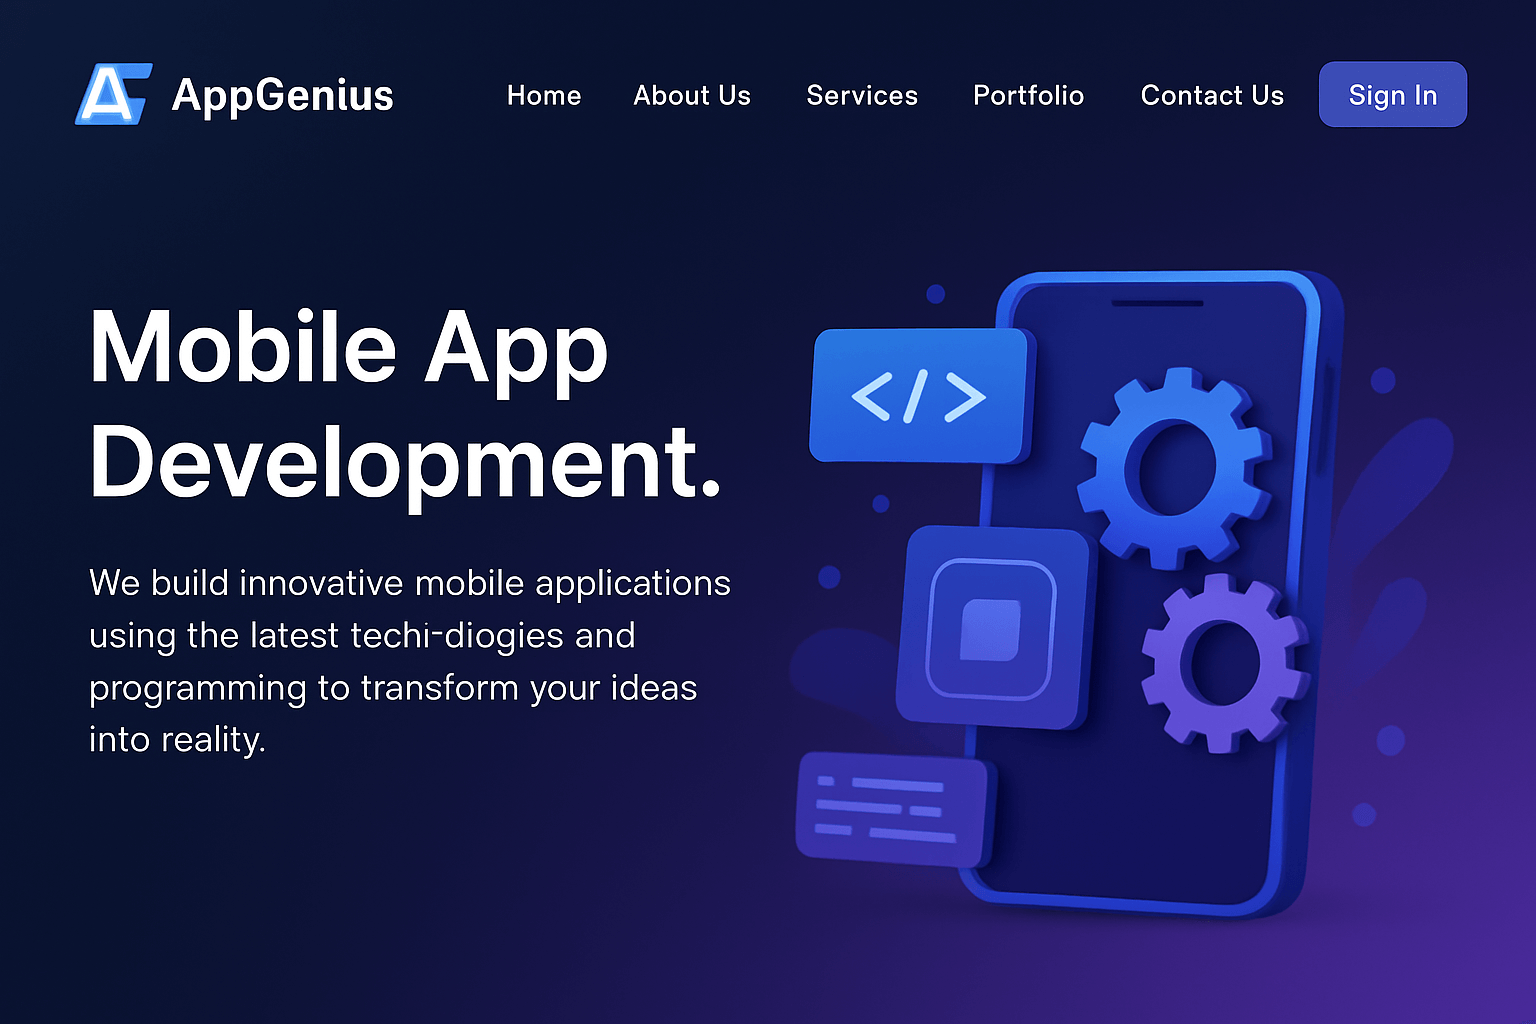 AppGenius
Home
About Us
Services
Portfolio
Contact Us
Sign In
Mobile App
Development.
</>
We build innovative mobile applications
using the latest techi-diogies and
programming to transform your ideas
into reality.